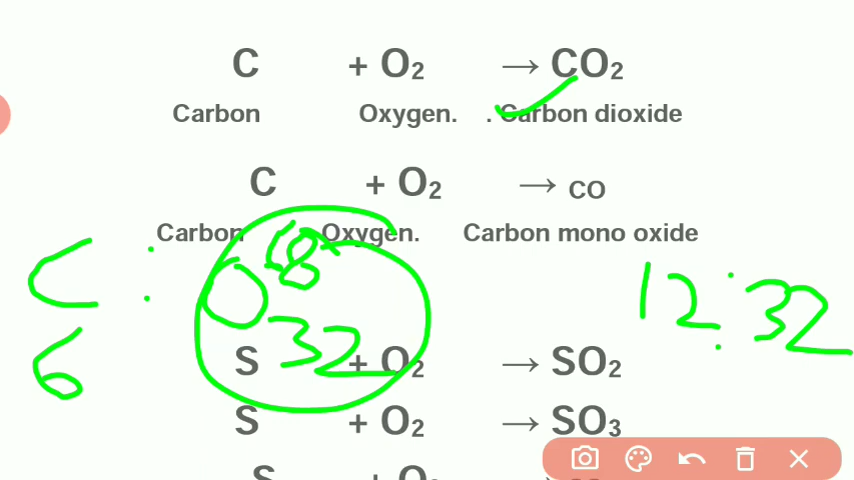 C + O₂ → CO₂
Carbon Oxygen. . Carbon dioxide
C + O₂ → CO
Carbon Oxygen. Carbon mono oxide
C : O 18
12:32
6 32
S + O₂ → SO₂
S + O₂ → SO₃